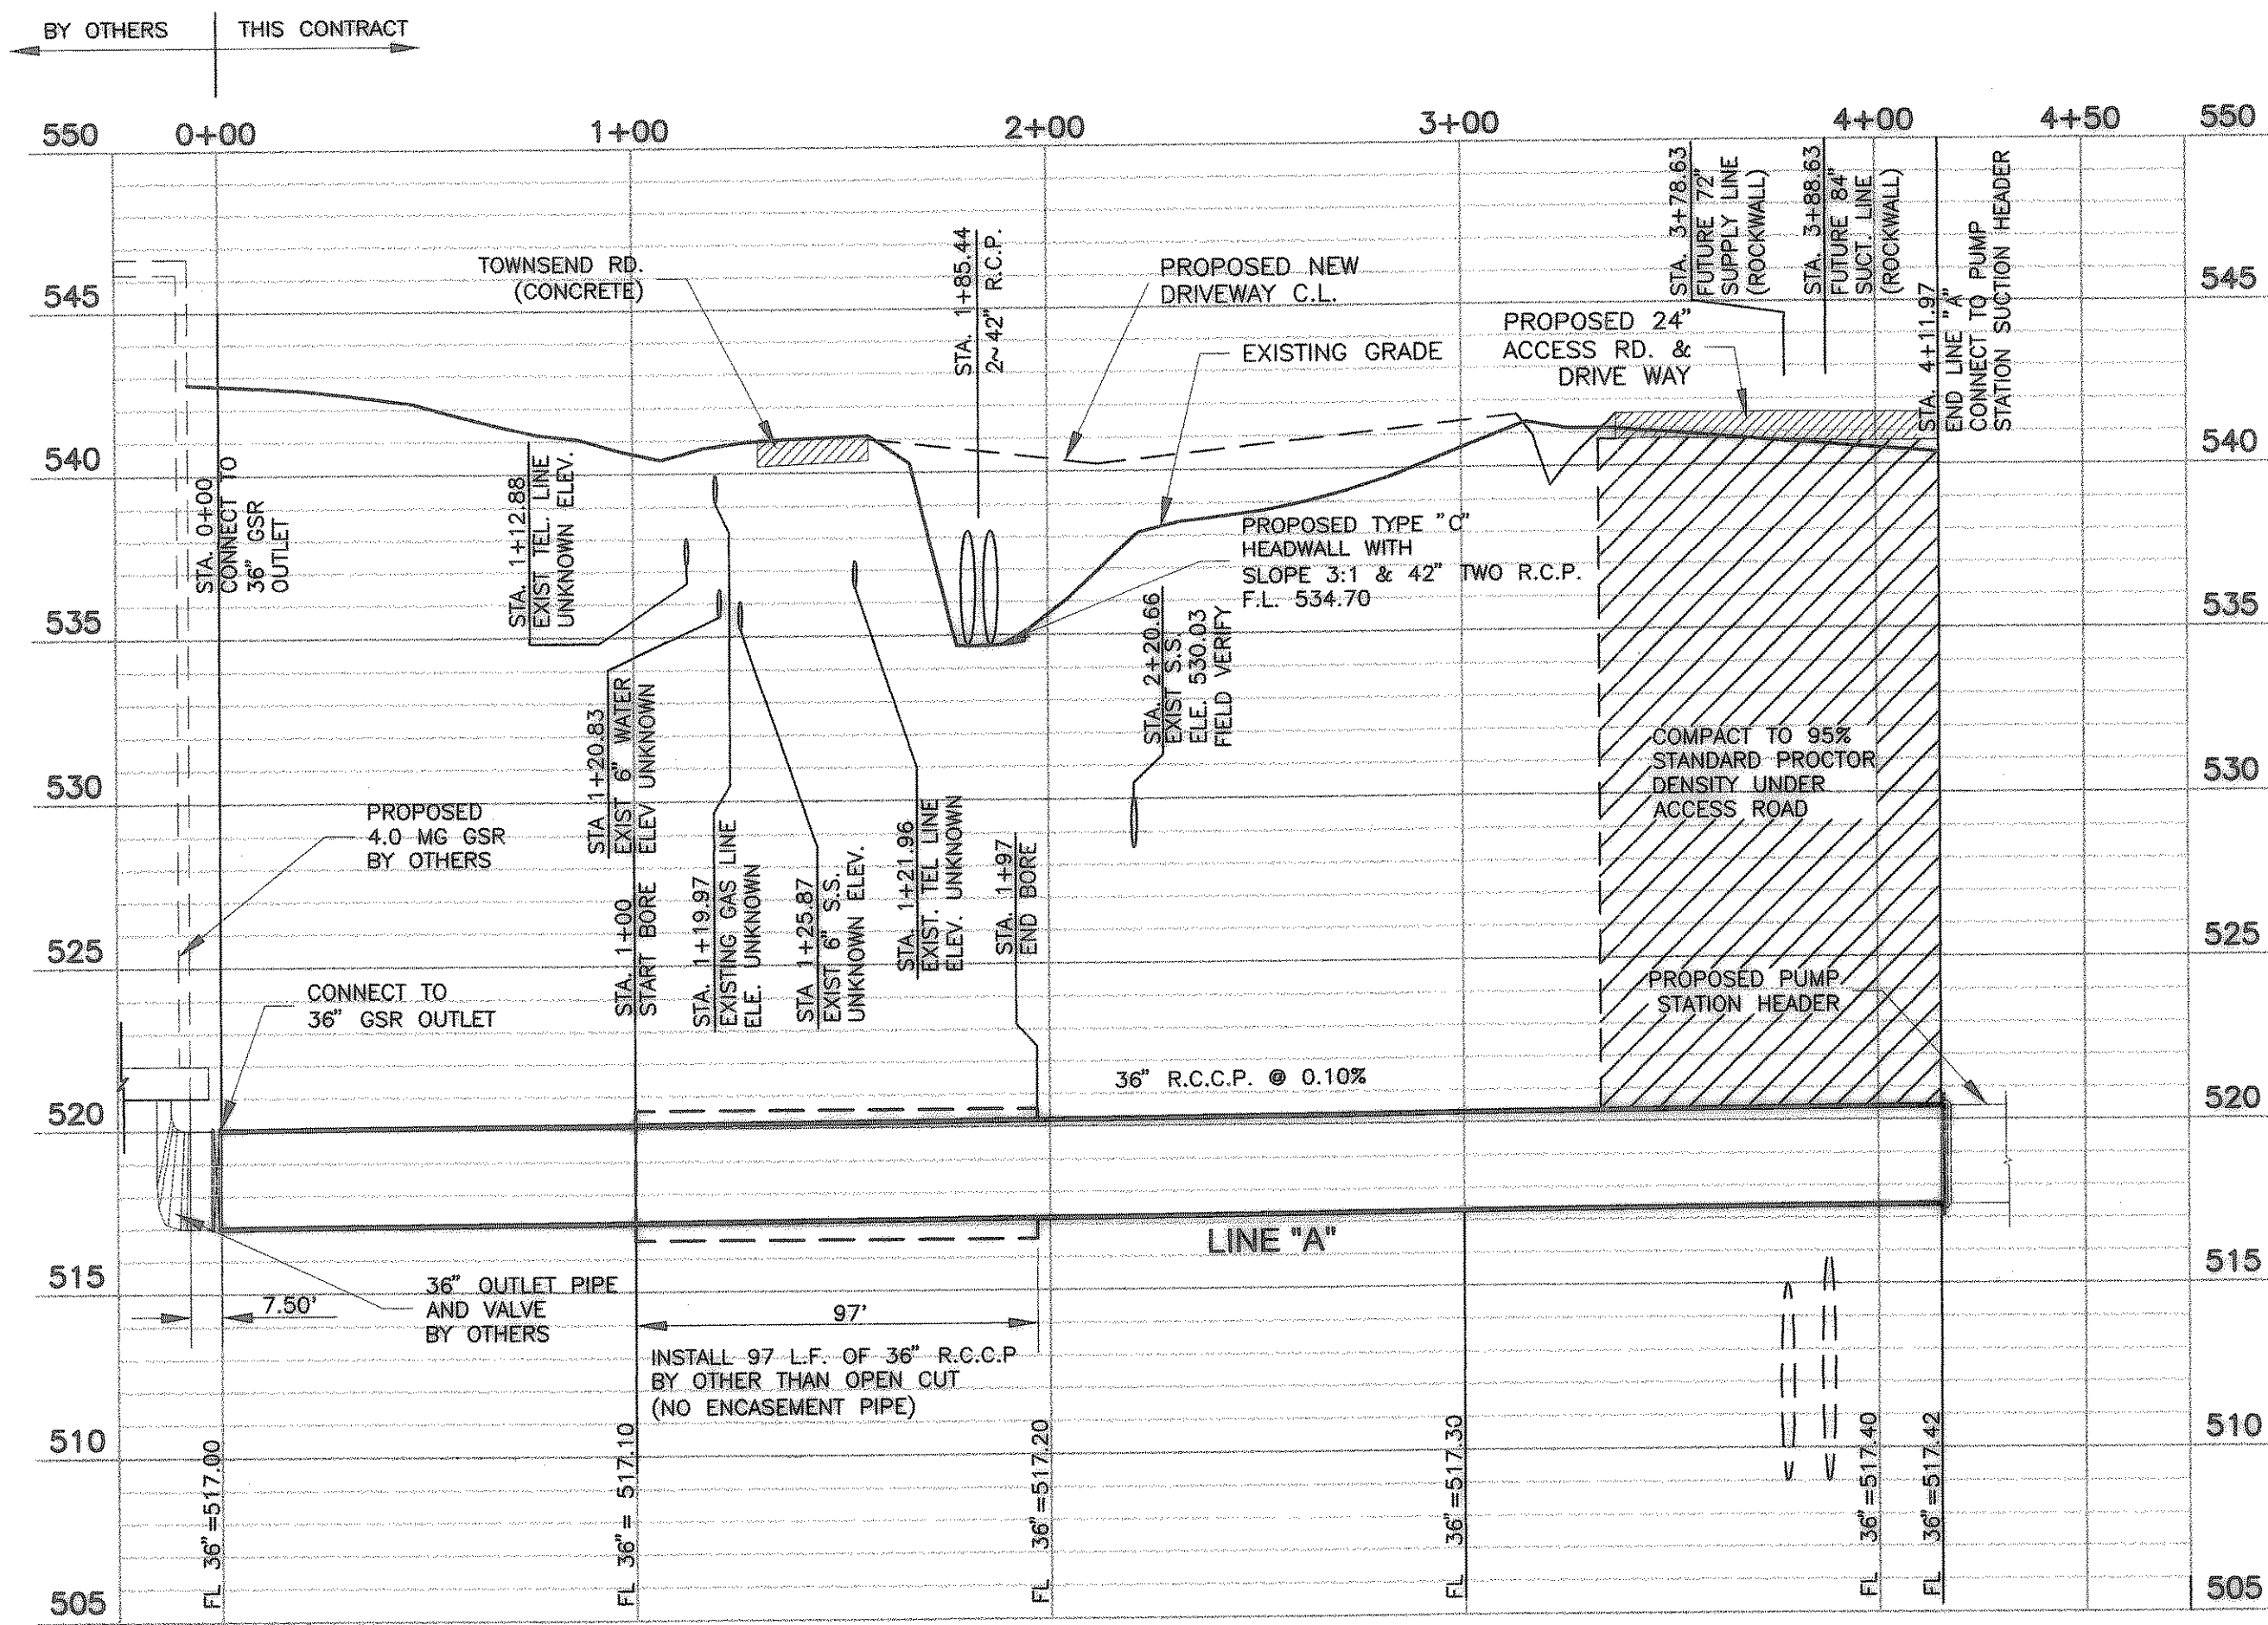 BY OTHERS
THIS CONTRACT
550
0+00
1+00
2+00
3+00
4+00
4+50
550
545
540
535
530
525
520
515
510
505
545
540
535
530
525
520
515
510
505
TOWNSEND RD.
(CONCRETE)
STA. 1+85.44
2~42" R.C.P.
PROPOSED NEW
DRIVEWAY C.L.
EXISTING GRADE
PROPOSED 24"
ACCESS RD. &
DRIVE WAY
STA. 3+78.63
FUTURE 72"
SUPPLY LINE
(ROCKWALL)
STA. 3+88.63
FUTURE 84"
SUCT. LINE
(ROCKWALL)
STA. 4+11.97
END LINE "A"
CONNECT TO PUMP
STATION SUCTION HEADER
STA. 0+00
CONNECT TO
36" GSR
OUTLET
STA. 1+12.88
EXIST TEL. LINE
UNKNOWN ELEV.
PROPOSED TYPE "C"
HEADWALL WITH
SLOPE 3:1 & 42" TWO R.C.P.
F.L. 534.70
STA. 2+20.66
EXIST S.S.
ELE. 530.03
FIELD VERIFY
STA 1+20.83
EXIST 6" WATER
ELEV UNKNOWN
STA. 1+00
START BORE
STA. 1+19.97
EXISTING GAS LINE
ELE. UNKNOWN
STA 1+25.87
EXIST 6" S.S.
UNKNOWN ELEV.
STA. 1+21.96
EXIST. TEL LINE
ELEV. UNKNOWN
STA. 1+97
END BORE
COMPACT TO 95%
STANDARD PROCTOR
DENSITY UNDER
ACCESS ROAD
PROPOSED
4.0 MG GSR
BY OTHERS
CONNECT TO
36" GSR OUTLET
PROPOSED PUMP
STATION HEADER
36" R.C.C.P. @ 0.10%
LINE "A"
7.50'
36" OUTLET PIPE
AND VALVE
BY OTHERS
97'
INSTALL 97 L.F. OF 36" R.C.C.P
BY OTHER THAN OPEN CUT
(NO ENCASEMENT PIPE)
FL 36"=517.00
FL 36"= 517.10
FL 36"=517.20
FL 36"=517.30
FL 36"=517.40
FL 36"=517.42